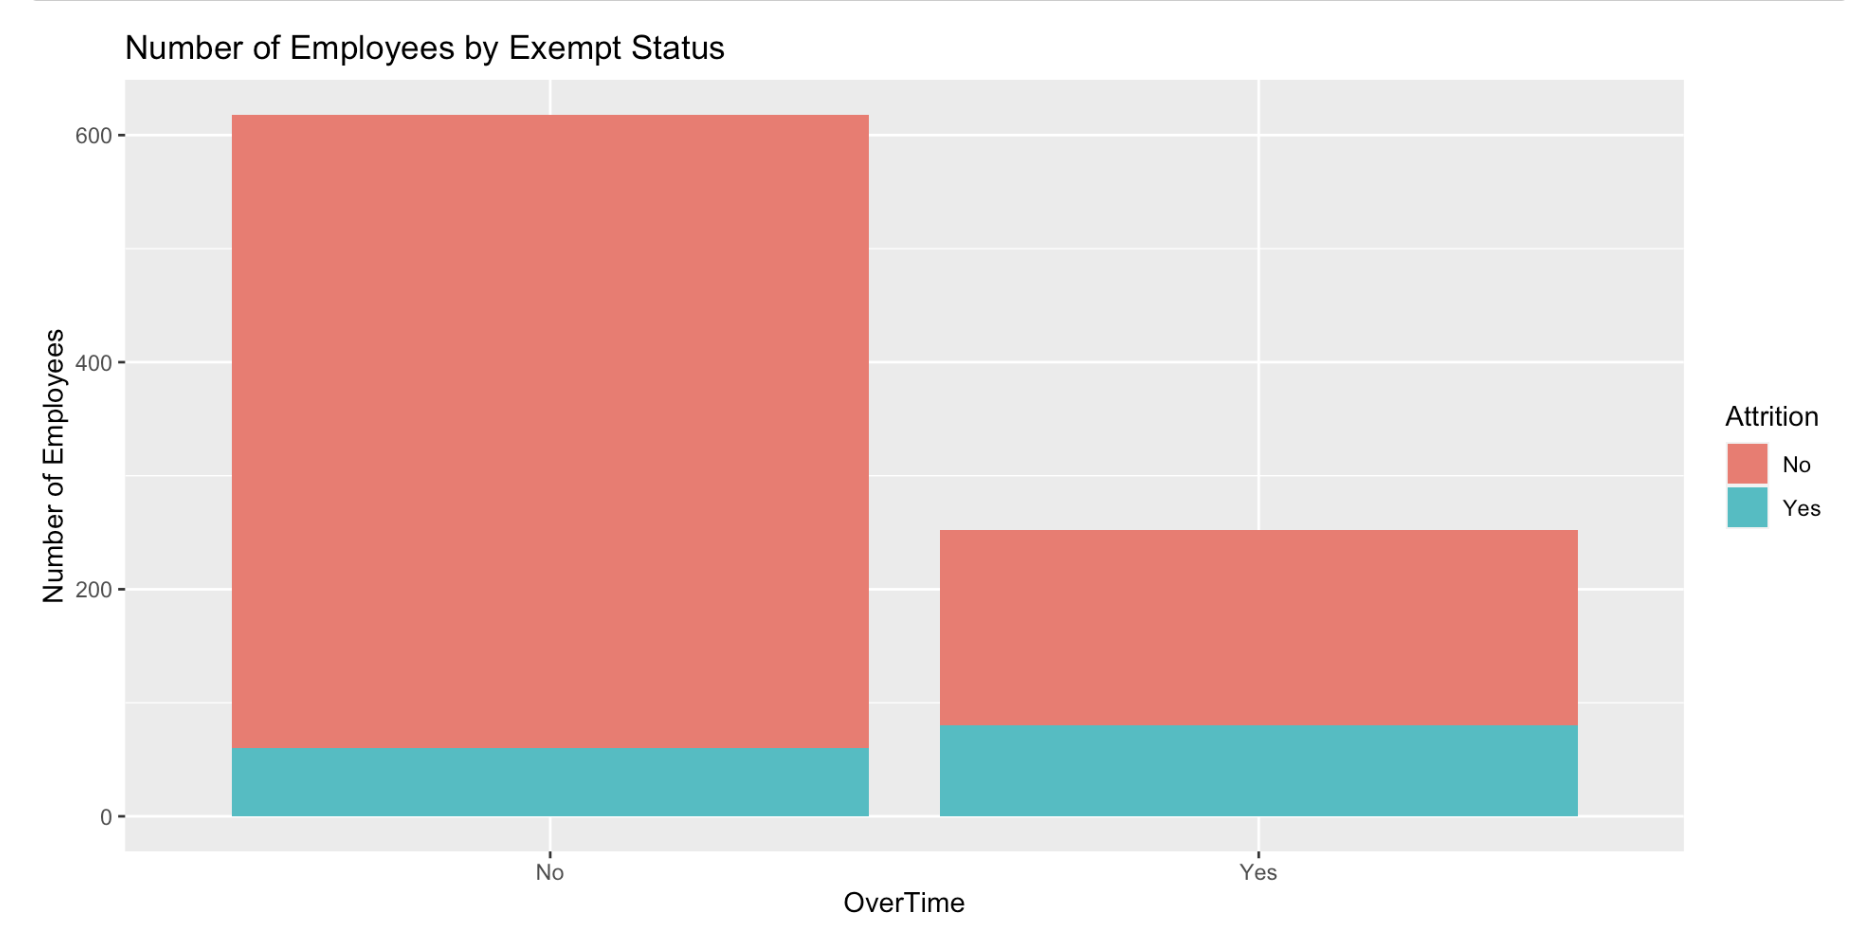 Number of Employees by Exempt Status
600
400
200
0
Number of Employees
No
Yes
OverTime
Attrition
No
Yes